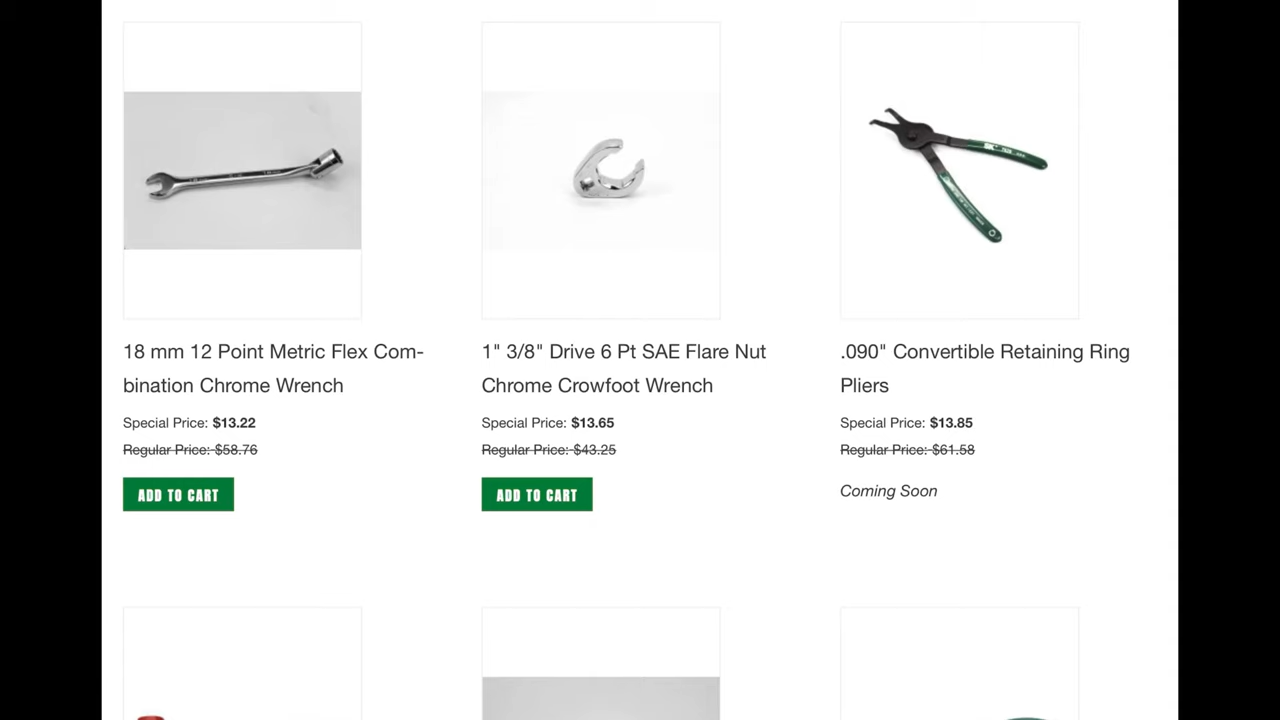 18 mm 12 Point Metric Flex Com-
bination Chrome Wrench
Special Price: $13.22
Regular Price: $58.76
ADD TO CART
1" 3/8" Drive 6 Pt SAE Flare Nut
Chrome Crowfoot Wrench
Special Price: $13.65
Regular Price: $43.25
ADD TO CART
.090" Convertible Retaining Ring
Pliers
Special Price: $13.85
Regular Price: $61.58
Coming Soon